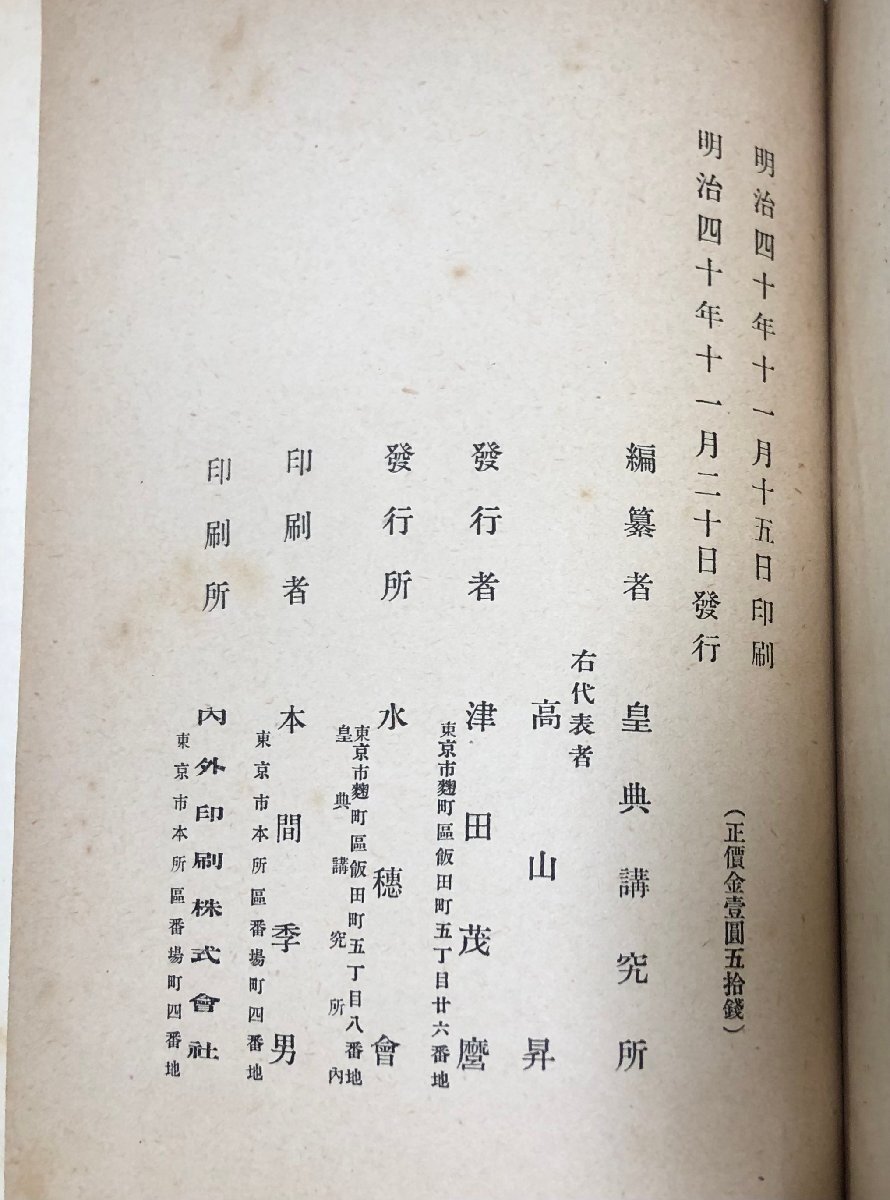 明治四十年十一月十五日印刷
明治四十年十一月二十日發行
（正價金壹圓五拾錢）
編纂者　皇典講究所
右代表者
高山昇
發行者　津田茂麿
東京市麴町區飯田町五丁目廿六番地
發行所　水穗會
東京市麴町區飯田町五丁目八番地
皇典講究所內
印刷者　本間季男
東京市本所區番場町四番地
印刷所　內外印刷株式會社
東京市本所區番場町四番地